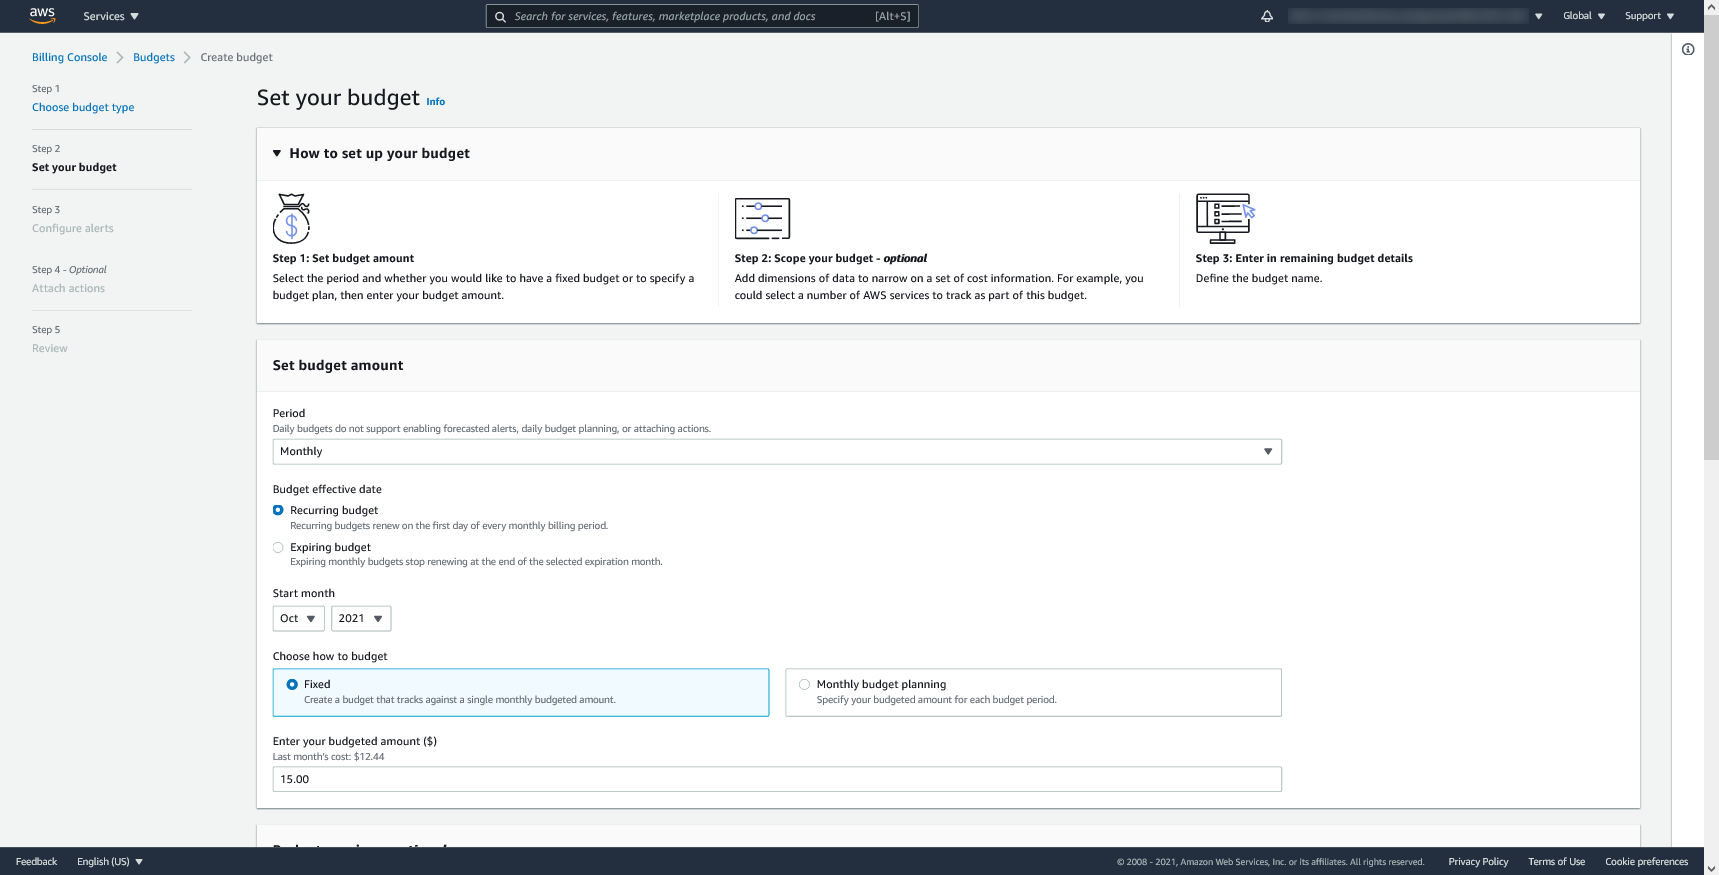 aws
Services
Search for services, features, marketplace products, and docs [Alt+S]
Global
Support
Billing Console
Budgets
Create budget
Step 1
Choose budget type
Step 2
Set your budget
Step 3
Configure alerts
Step 4 - Optional
Attach actions
Step 5
Review
Set your budget Info
How to set up your budget
Step 1: Set budget amount
Select the period and whether you would like to have a fixed budget or to specify a
budget plan, then enter your budget amount.
Step 2: Scope your budget - optional
Add dimensions of data to narrow on a set of cost information. For example, you
could select a number of AWS services to track as part of this budget.
Step 3: Enter in remaining budget details
Define the budget name.
Set budget amount
Period
Daily budgets do not support enabling forecasted alerts, daily budget planning, or attaching actions.
Monthly
Budget effective date
Recurring budget
Recurring budgets renew on the first day of every monthly billing period.
Expiring budget
Expiring monthly budgets stop renewing at the end of the selected expiration month.
Start month
Oct
2021
Choose how to budget
Fixed
Create a budget that tracks against a single monthly budgeted amount.
Monthly budget planning
Specify your budgeted amount for each budget period.
Enter your budgeted amount ($)
Last month's cost: $12.44
15.00
Feedback
English (US)
© 2008 - 2021, Amazon Web Services, Inc. or its affiliates. All rights reserved.
Privacy Policy
Terms of Use
Cookie preferences